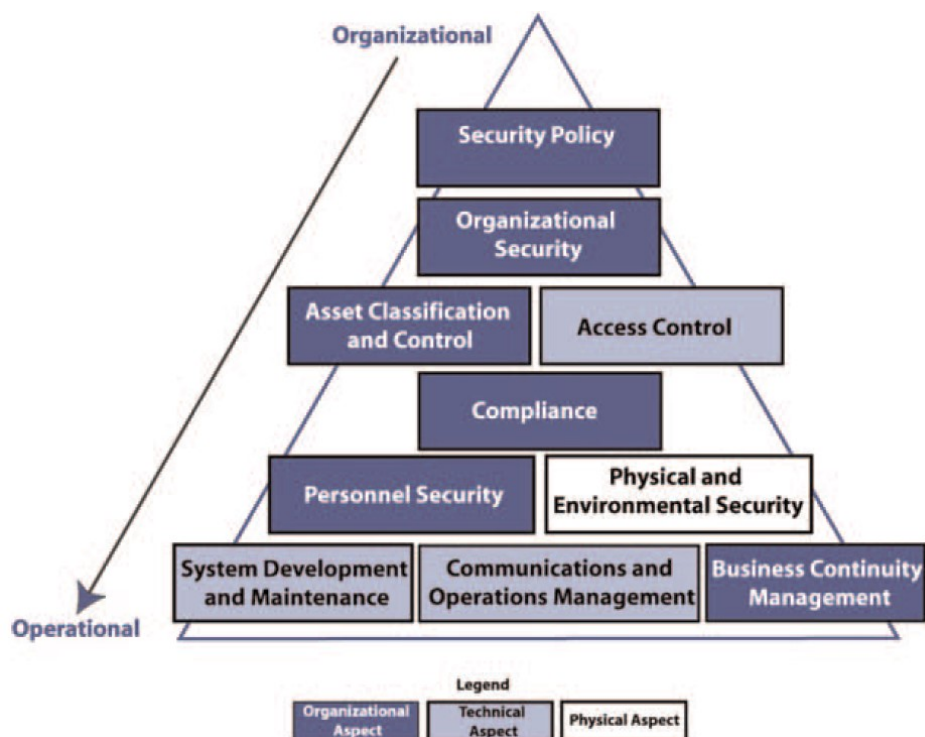 Organizational
Security Policy
Organizational
Security
Asset Classification
and Control
Access Control
Compliance
Personnel Security
Physical and
Environmental Security
System Development
and Maintenance
Communications and
Operations Management
Business Continuity
Management
Operational
Legend
Organizational
Aspect
Technical
Aspect
Physical Aspect